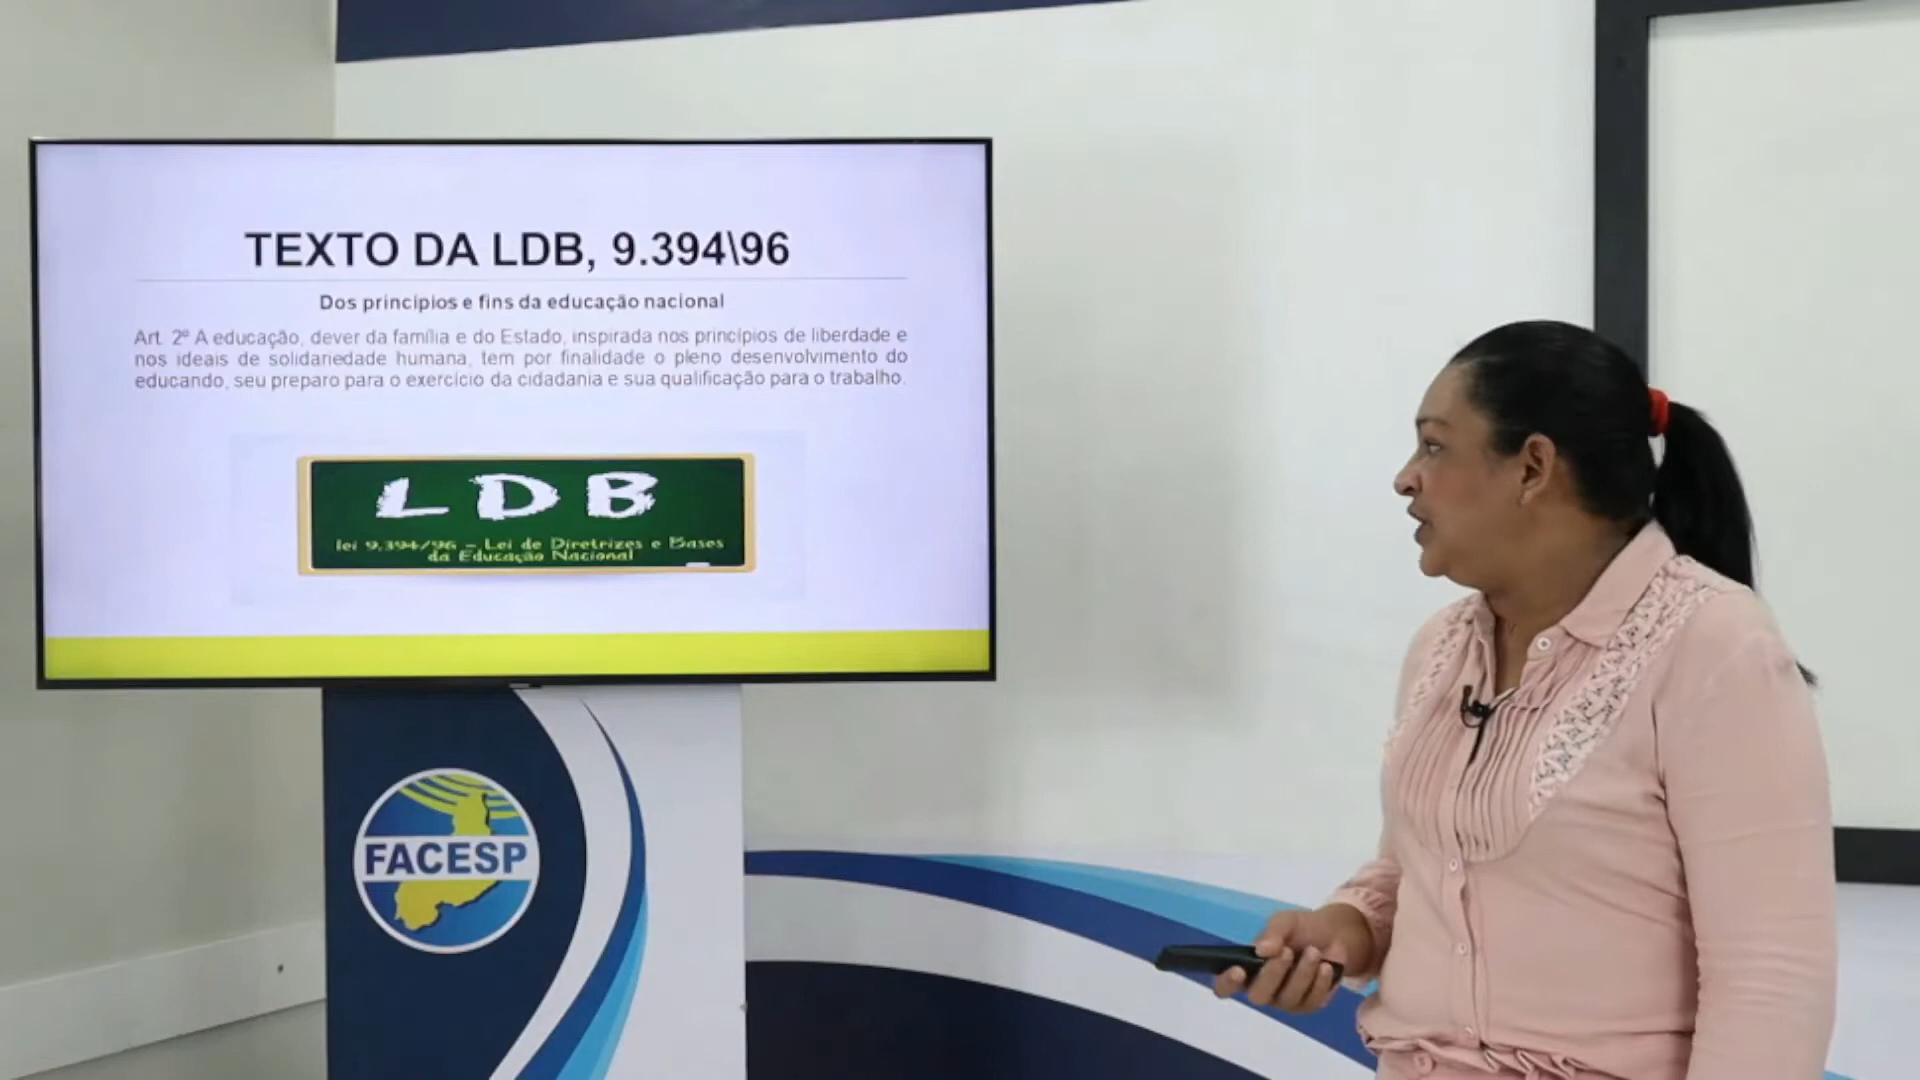 TEXTO DA LDB, 9.394\96
Dos princípios e fins da educação nacional
Art. 2º A educação, dever da família e do Estado, inspirada nos princípios de liberdade e
nos ideais de solidariedade humana, tem por finalidade o pleno desenvolvimento do
educando, seu preparo para o exercício da cidadania e sua qualificação para o trabalho.
LDB
lei 9.394/96 - Lei de Diretrizes e Bases
da Educação Nacional
FACESP